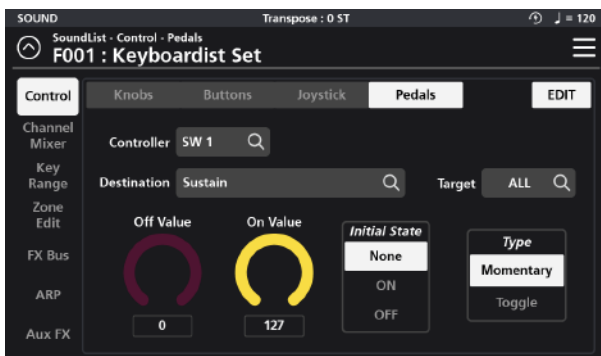 SOUND
Transpose : 0 ST
♩ = 120
SoundList - Control - Pedals
F001 : Keyboardist Set
Control
Knobs
Buttons
Joystick
Pedals
EDIT
Channel
Mixer
Controller
SW 1
Key
Range
Destination
Sustain
Target
ALL
Zone
Edit
Off Value
On Value
Initial State
None
ON
OFF
Type
Momentary
Toggle
FX Bus
ARP
0
127
Aux FX